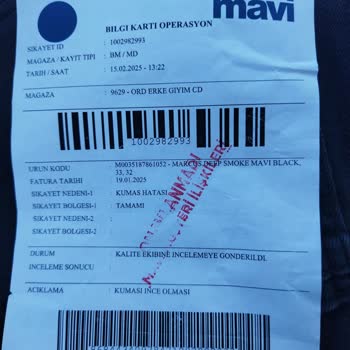 mavi
BILGI KARTI OPERASYON
SIKAYET ID : 1002982993
MAGAZA / KAYIT TIPI : BM / MD
TARIH / SAAT : 15.02.2025 - 13:22
MAGAZA : 9629 - ORD ERKE GIYIM CD
1002982993
URUN KODU : M0035187861052 - MARCUS DEEP SMOKE MAVI BLACK,
33, 32
FATURA TARIHI : 19.01.2025
SIKAYET NEDENI-1 : KUMAS HATASI
SIKAYET BOLGESI-1 : TAMAMI
SIKAYET NEDENI-2 :
SIKAYET BOLGESI-2 :
DURUM : KALITE EKIBINE INCELEMEYE GONDERILDI.
INCELEME SONUCU :
ACIKLAMA : KUMASI INCE OLMASI